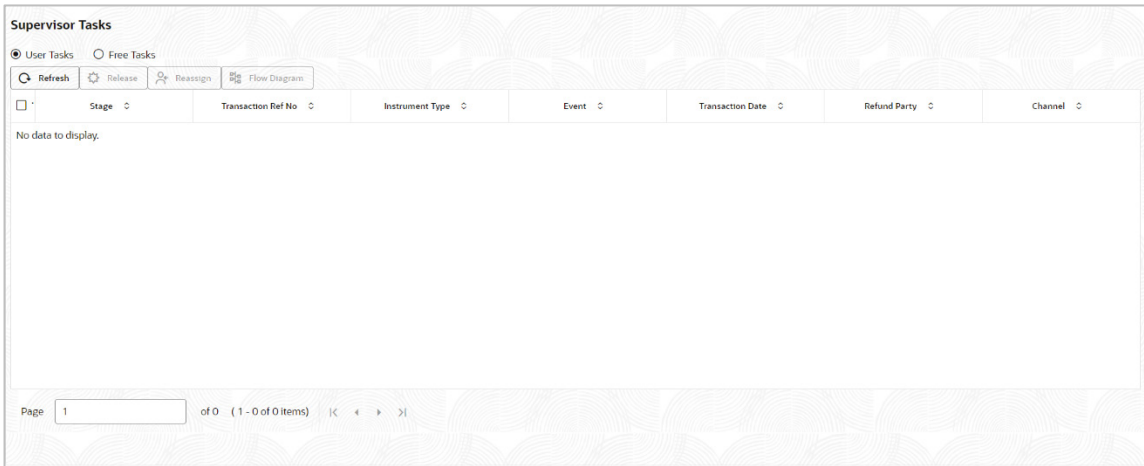 Supervisor Tasks
User Tasks Free Tasks
Refresh Release Reassign Flow Diagram
Stage Transaction Ref No Instrument Type Event Transaction Date Refund Party Channel
No data to display.
Page 1 of 0 ( 1 - 0 of 0 items)